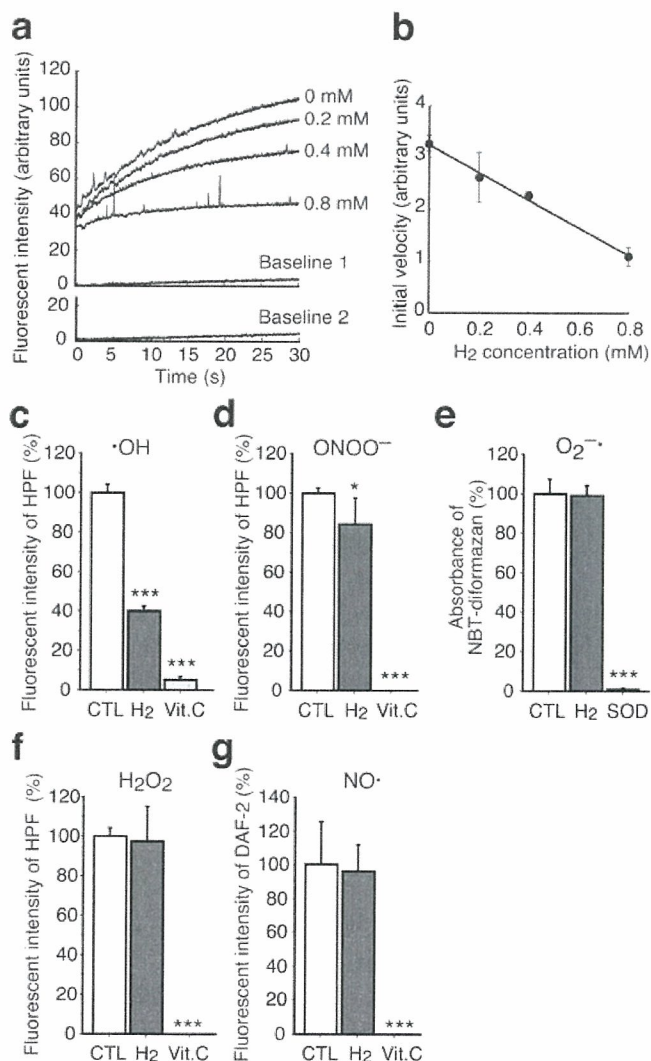 a
Fluorescent intensity (arbitrary units)
120
100
80
60
40
20
0
20
0
0 mM
0.2 mM
0.4 mM
0.8 mM
Baseline 1
Baseline 2
0 5 10 15 20 25 30
Time (s)
b
Initial velocity (arbitrary units)
4
3
2
1
0
0 0.2 0.4 0.6 0.8
H2 concentration (mM)
c
•OH
Fluorescent intensity of HPF (%)
120
100
80
60
40
20
0
***
***
CTL H2 Vit.C
d
ONOO–
Fluorescent intensity of HPF (%)
120
100
80
60
40
20
0
*
***
CTL H2 Vit.C
e
O2–•
Absorbance of
NBT-diformazan (%)
120
100
80
60
40
20
0
***
CTL H2 SOD
f
H2O2
Fluorescent intensity of HPF (%)
120
100
80
60
40
20
0
***
CTL H2 Vit.C
g
NO•
Fluorescent intensity of DAF-2 (%)
140
120
100
80
60
40
20
0
***
CTL H2 Vit.C